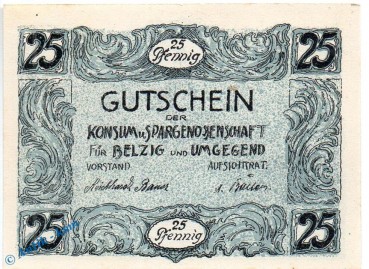 25 25 25
Pfennig
GUTSCHEIN
DER
KONSUM u. SPARGENOSSENSCHAFT
FÜR BELZIG UND UMGEGEND
VORSTAND AUFSICHTSRAT.
25 25 25
Pfennig